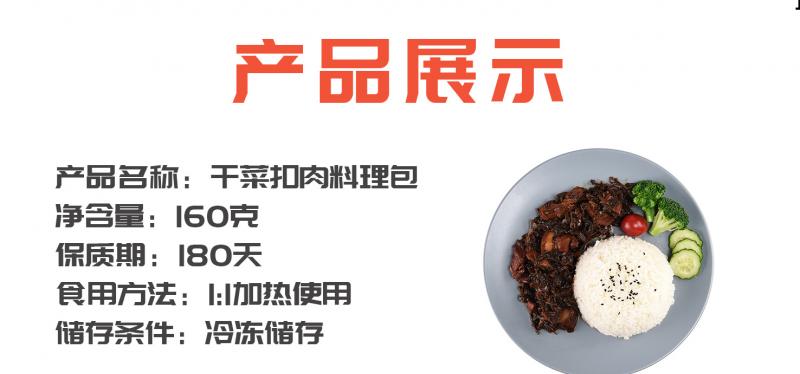 产品展示
产品名称：干菜扣肉料理包
净含量：160克
保质期：180天
食用方法：1:1加热使用
储存条件：冷冻储存